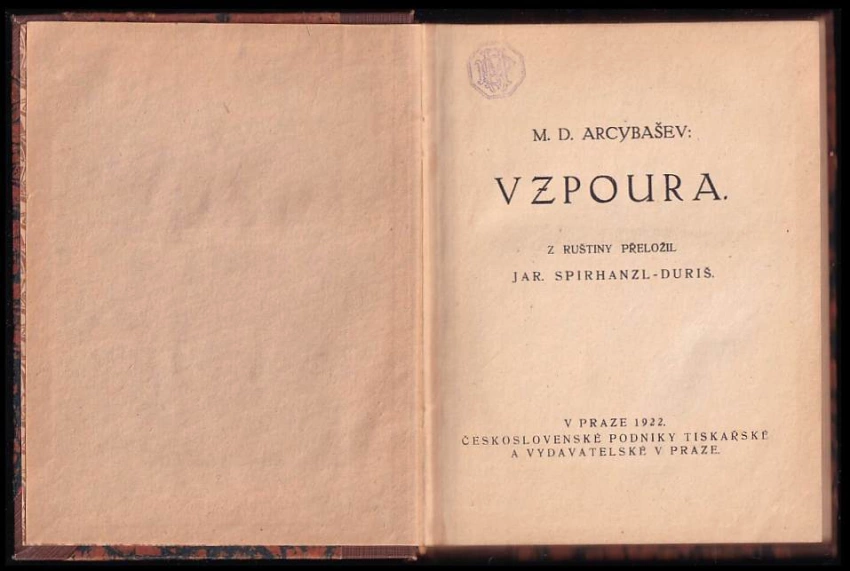 M. D. ARCYBAŠEV:
VZPOURA.
Z RUŠTINY PŘELOŽIL
JAR. SPIRHANZL-DURIŠ.
V PRAZE 1922.
ČESKOSLOVENSKÉ PODNIKY TISKAŘSKÉ
A VYDAVATELSKÉ V PRAZE.